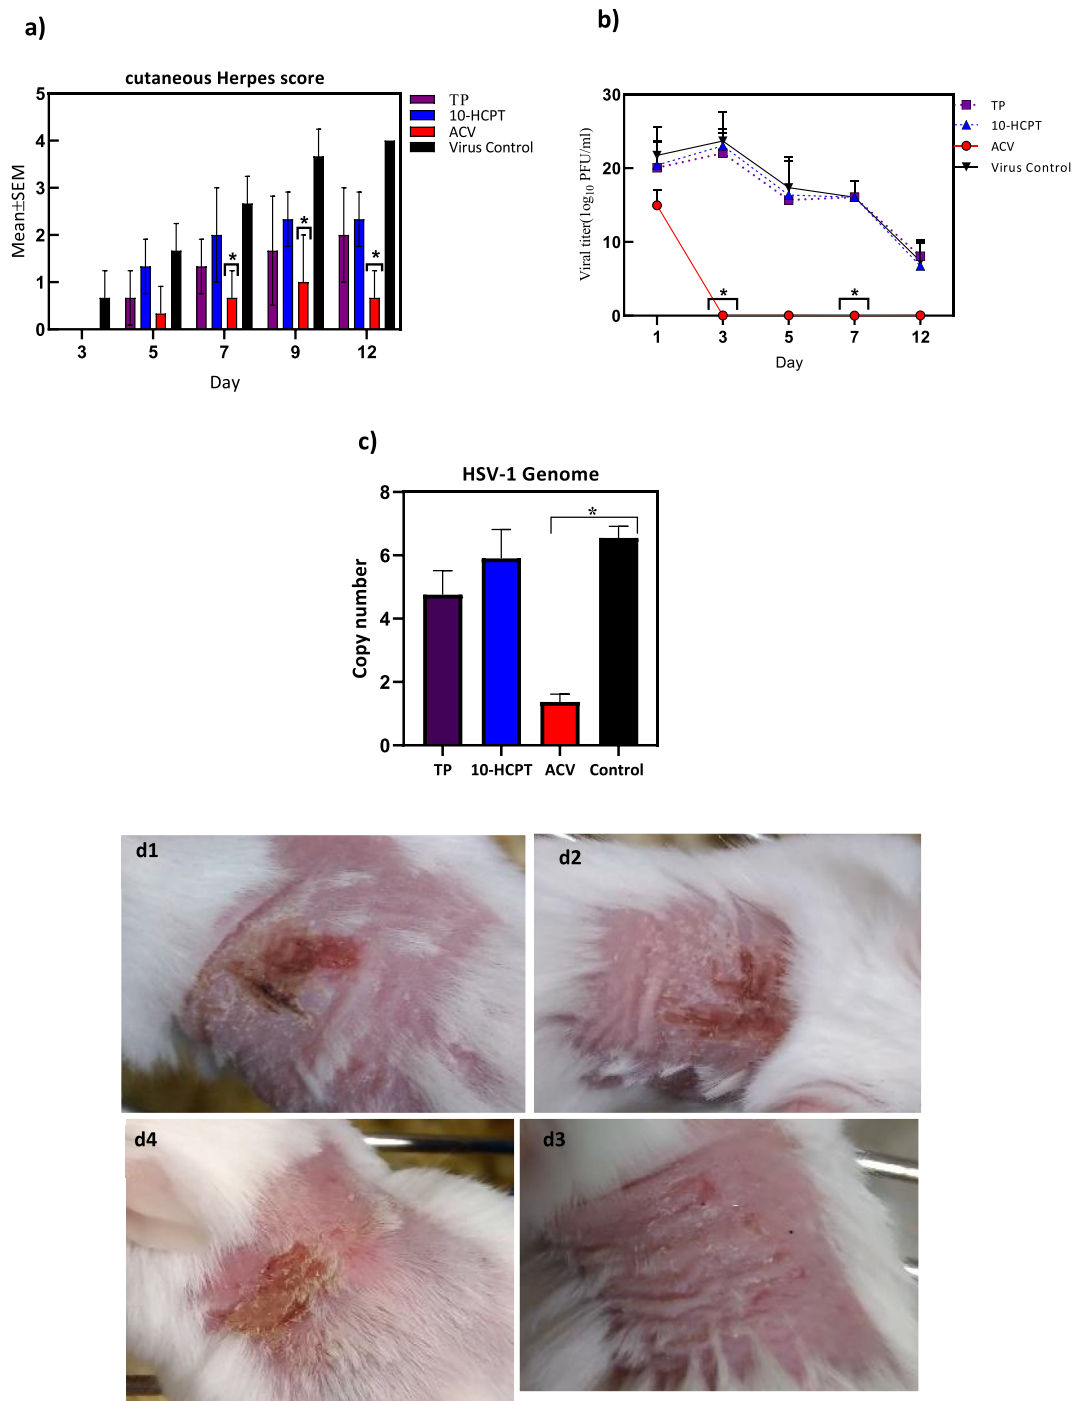 a)
cutaneous Herpes score
Mean±SEM
5
4
3
2
1
0
3 5 7 9 12
Day
TP
10-HCPT
ACV
Virus Control
*
*
*
b)
Viral titer(log10 PFU/ml)
30
20
10
0
1 3 5 7 12
Day
TP
10-HCPT
ACV
Virus Control
* *
c)
HSV-1 Genome
Copy number
8
6
4
2
0
*
TP 10-HCPT ACV Control
d1
d2
d4
d3